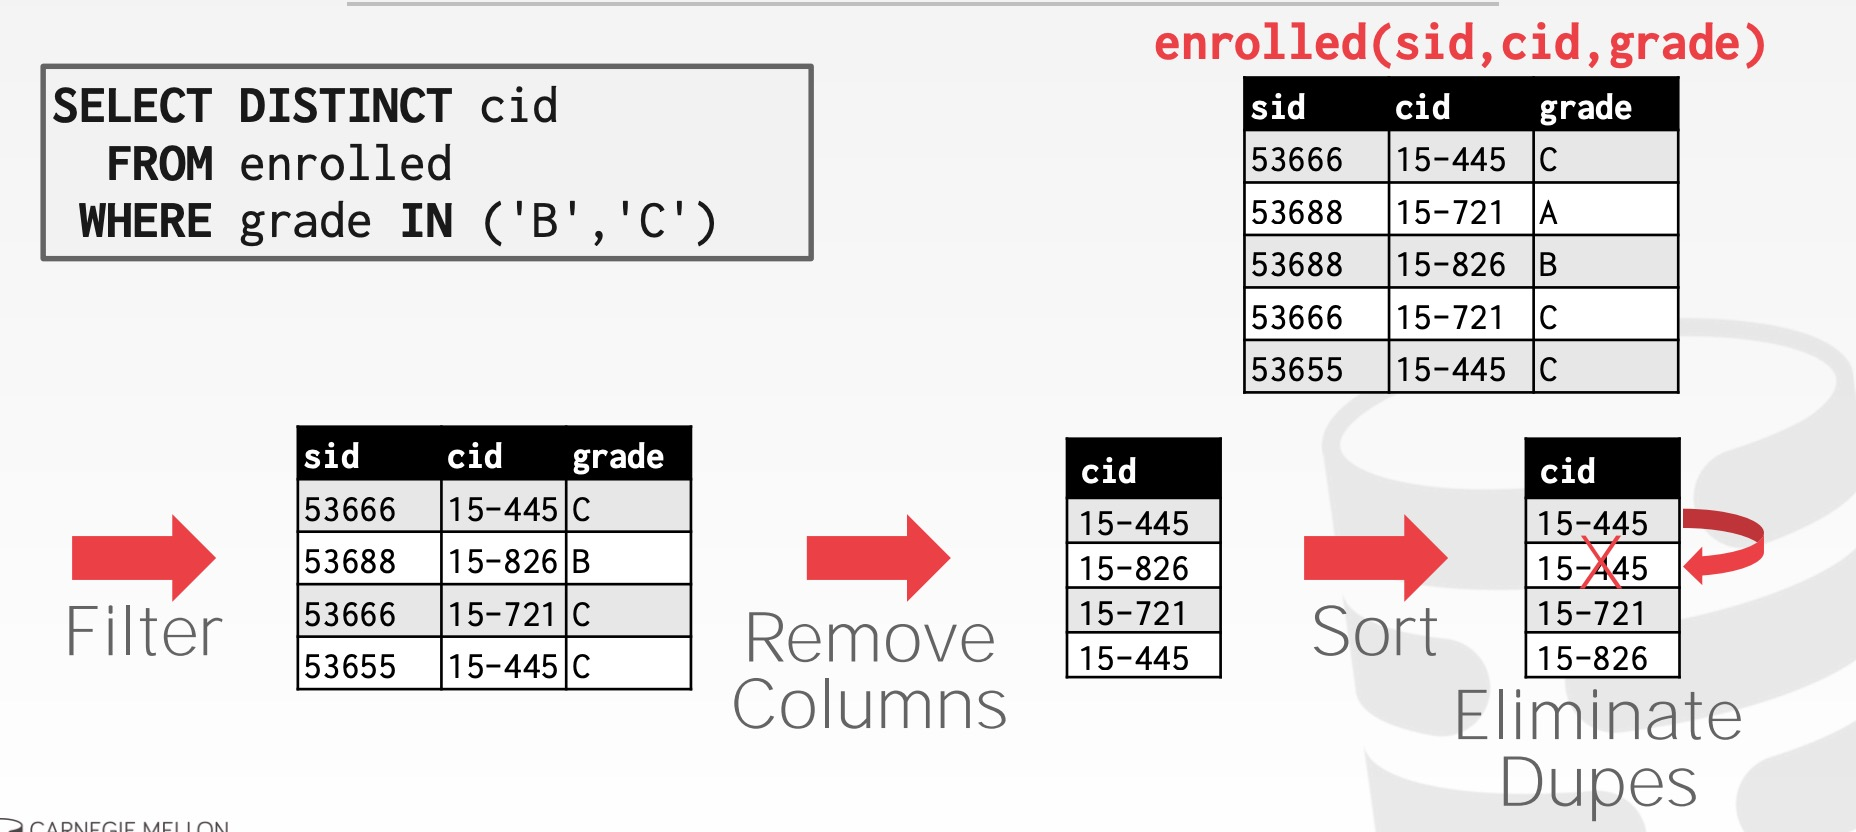 enrolled(sid,cid,grade)
SELECT DISTINCT cid
FROM enrolled
WHERE grade IN ('B','C')
sid cid grade
53666 15-445 C
53688 15-721 A
53688 15-826 B
53666 15-721 C
53655 15-445 C
Filter
sid cid grade
53666 15-445 C
53688 15-826 B
53666 15-721 C
53655 15-445 C
Remove
Columns
cid
15-445
15-826
15-721
15-445
Sort
cid
15-445
15-445
15-721
15-826
Eliminate
Dupes
CARNEGIE MELLON